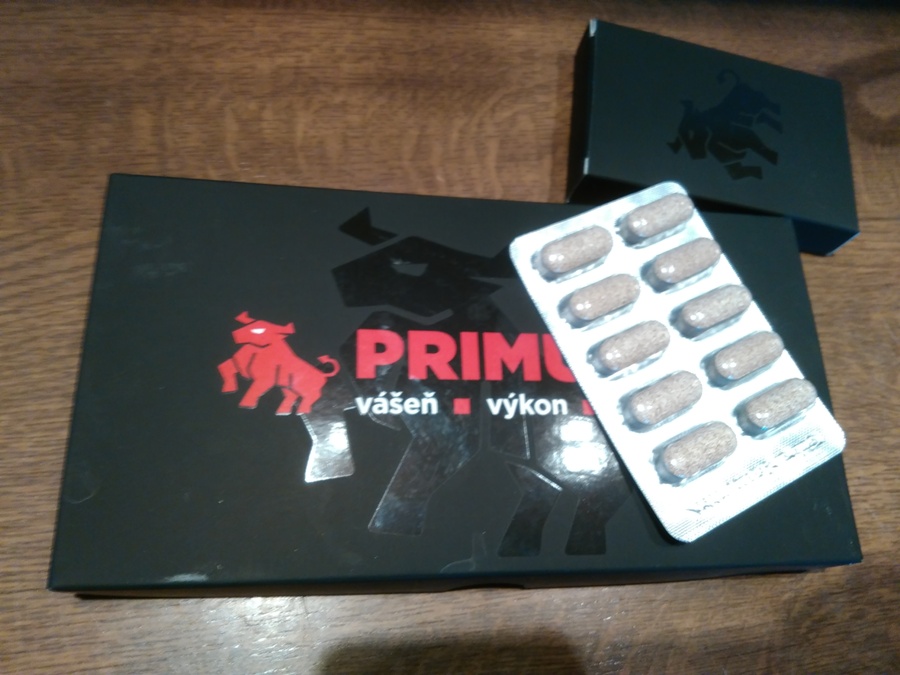 PRIMU
vášeň ▪ výkon ▪